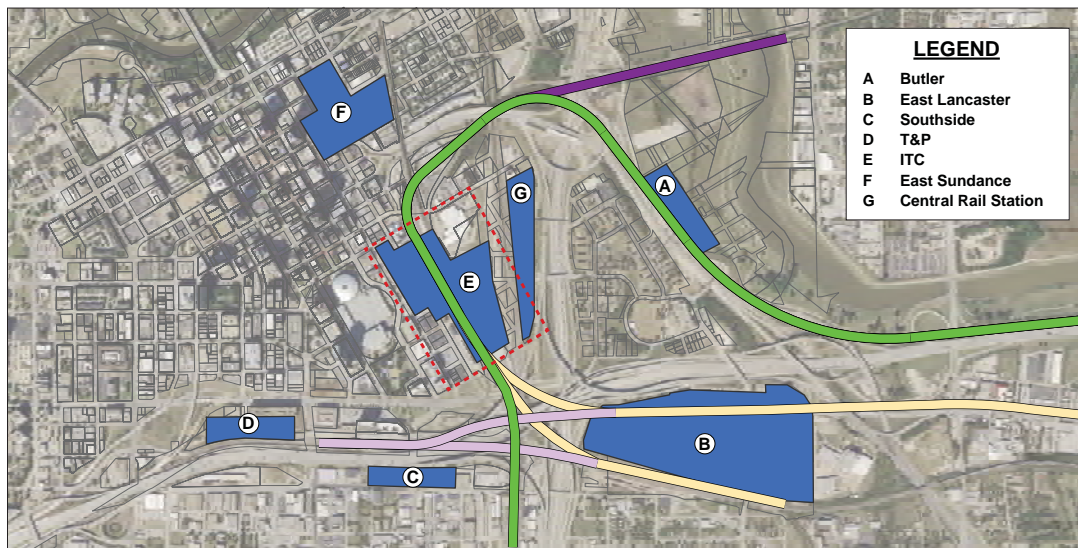 LEGEND
A Butler
B East Lancaster
C Southside
D T&P
E ITC
F East Sundance
G Central Rail Station
F
A
G
E
D
B
C